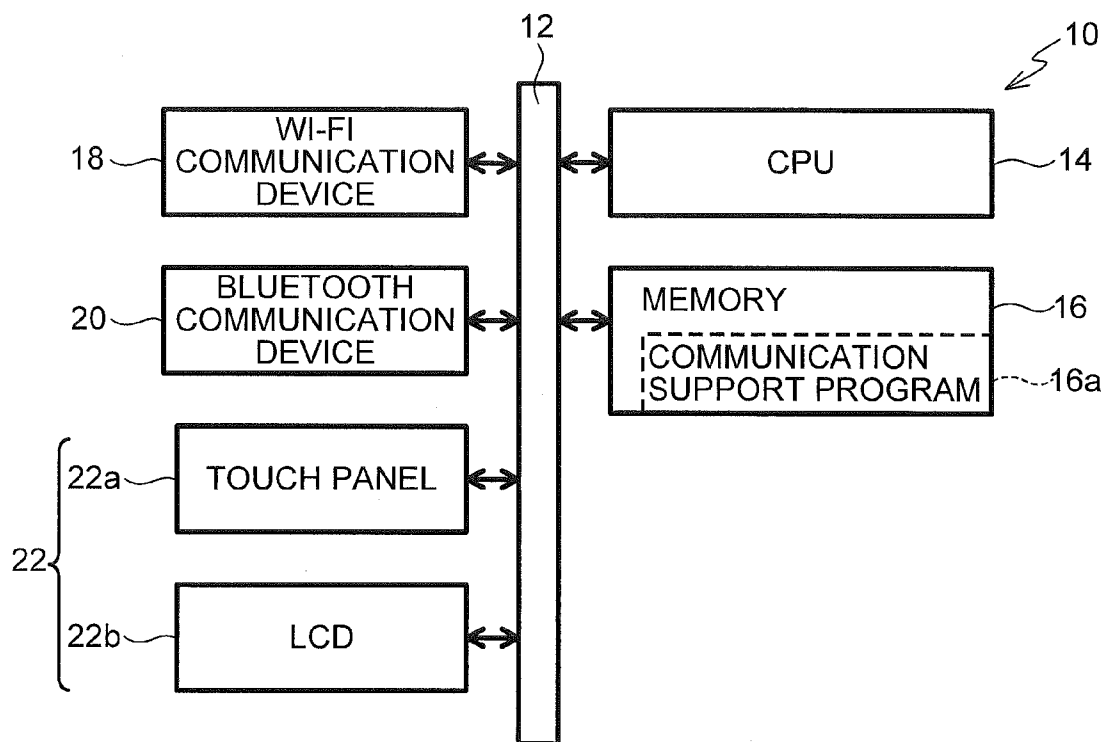 12
10
18
WI-FI
COMMUNICATION
DEVICE
CPU
14
20
BLUETOOTH
COMMUNICATION
DEVICE
MEMORY
16
COMMUNICATION
SUPPORT PROGRAM
16a
22
22a
TOUCH PANEL
22b
LCD